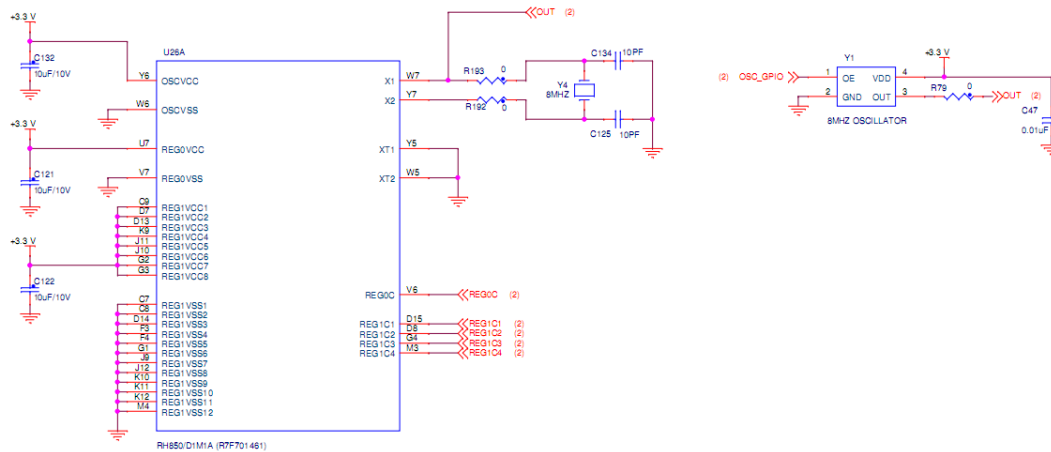 +3.3 V
C132
10uF/10V
+3.3 V
C121
10uF/10V
+3.3 V
C122
10uF/10V
U26A
Y6
OSCVCC
W6
OSCVSS
U7
REG0VCC
V7
REG0VSS
C9
REG1VCC1
D7
REG1VCC2
D13
REG1VCC3
K9
REG1VCC4
J11
REG1VCC5
J10
REG1VCC6
G2
REG1VCC7
G3
REG1VCC8
C7
REG1VSS1
C8
REG1VSS2
D14
REG1VSS3
F3
REG1VSS4
F4
REG1VSS5
G1
REG1VSS6
J9
REG1VSS7
J12
REG1VSS8
K10
REG1VSS9
K11
REG1VSS10
K12
REG1VSS11
M4
REG1VSS12
X1
W7
X2
Y7
XT1
Y5
XT2
W5
REG0C
V6
REG0C (2)
REG1C1
D15
REG1C1 (2)
REG1C2
D8
REG1C2 (2)
REG1C3
G4
REG1C3 (2)
REG1C4
M3
REG1C4 (2)
RH850/D1M1A (R7F701461)
OUT (2)
R193
0
R192
0
Y4
8MHZ
C134
10PF
C125
10PF
Y1
(2) OSC_GPIO
1
OE
2
GND
VDD
4
OUT
3
8MHZ OSCILLATOR
+3.3 V
R79
0
OUT (2)
C47
0.01uF